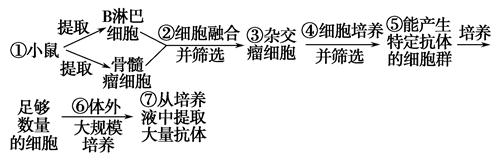 提取 B淋巴细胞
①小鼠
提取 骨髓瘤细胞
②细胞融合
并筛选
③杂交
瘤细胞
④细胞培养
并筛选
⑤能产生
特定抗体
的细胞群
培养
足够
数量
的细胞
⑥体外
大规模
培养
⑦从培养
液中提取
大量抗体